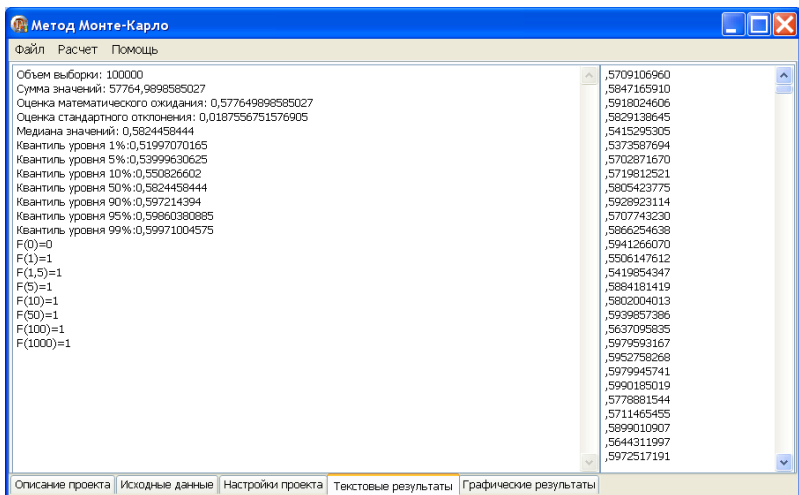 Метод Монте-Карло
Файл Расчет Помощь
Объем выборки: 100000
Сумма значений: 57764,9898585027
Оценка математического ожидания: 0,577649898585027
Оценка стандартного отклонения: 0,0187556751576905
Медиана значений: 0,5824458444
Квантиль уровня 1%:0,51997070165
Квантиль уровня 5%:0,53999630625
Квантиль уровня 10%:0,550826602
Квантиль уровня 50%:0,5824458444
Квантиль уровня 90%:0,597214394
Квантиль уровня 95%:0,59860380885
Квантиль уровня 99%:0,59971004575
F(0)=0
F(1)=1
F(1,5)=1
F(5)=1
F(10)=1
F(50)=1
F(100)=1
F(1000)=1
,5709106960
,5847165910
,5918024606
,5829138645
,5415295305
,5373587694
,5702871670
,5719812521
,5805423775
,5928923114
,5707743230
,5866254638
,5941266070
,5506147612
,5419854347
,5884181419
,5802004013
,5939857386
,5637095835
,5979593167
,5952758268
,5979945741
,5990185019
,5778881544
,5711465455
,5899010907
,5644311997
,5972517191
Описание проекта Исходные данные Настройки проекта Текстовые результаты Графические результаты